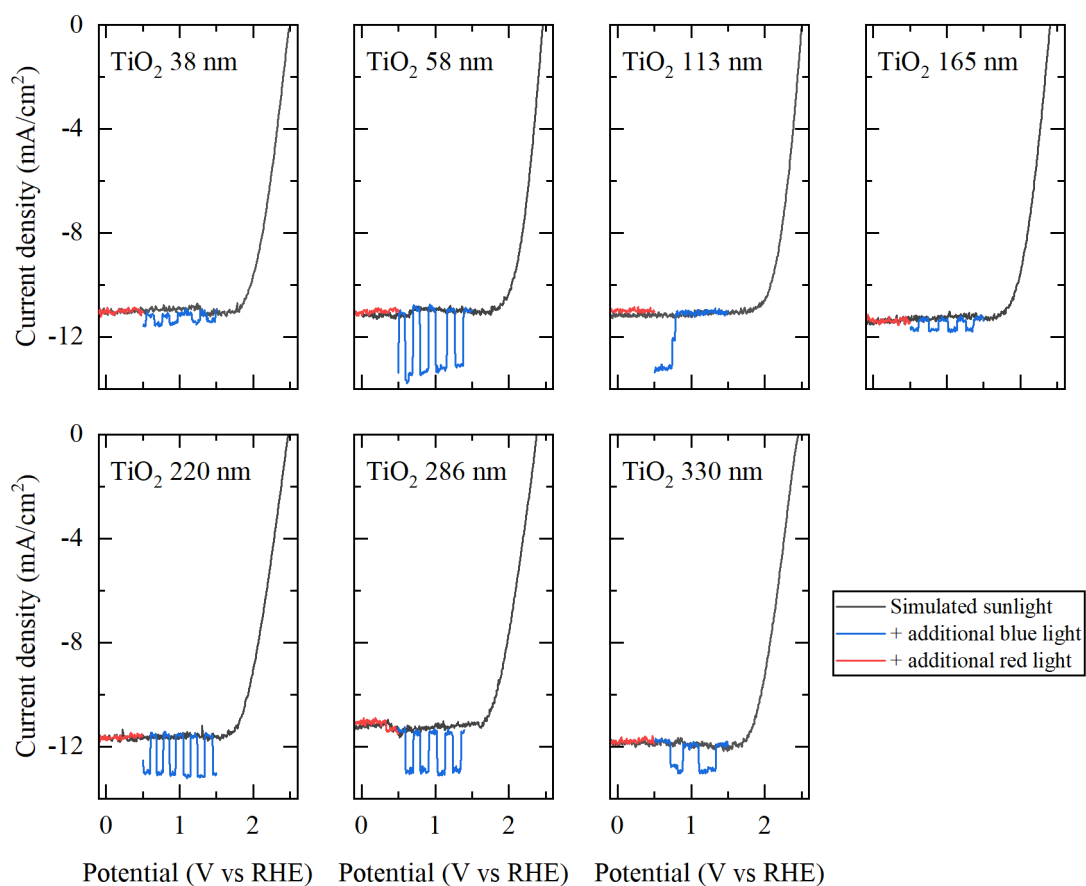 TiO2 38 nm
TiO2 58 nm
TiO2 113 nm
TiO2 165 nm
Current density (mA/cm2)
0
-4
-8
-12
TiO2 220 nm
TiO2 286 nm
TiO2 330 nm
Current density (mA/cm2)
0
-4
-8
-12
Simulated sunlight
+ additional blue light
+ additional red light
0 1 2
0 1 2
0 1 2
Potential (V vs RHE)
Potential (V vs RHE)
Potential (V vs RHE)